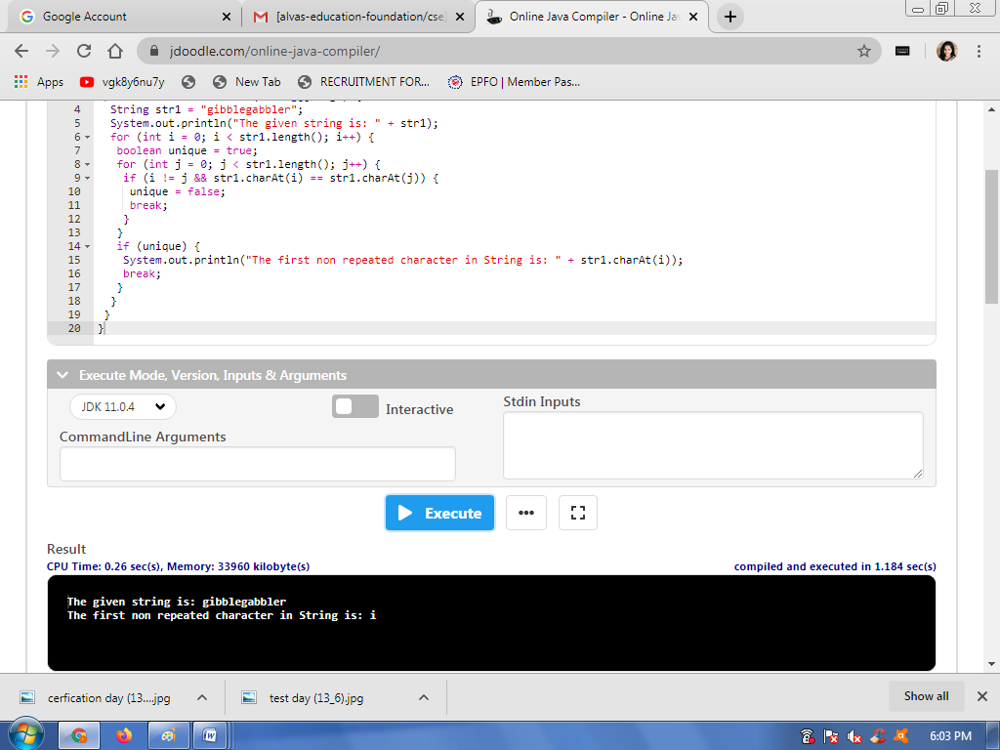 Google Account
[alvas-education-foundation/cse
Online Java Compiler - Online Jav
jdoodle.com/online-java-compiler/
Apps
vgk8y6nu7y
New Tab
RECRUITMENT FOR...
EPFO | Member Pas...
4 String str1 = "gibblegabbler";
5 System.out.println("The given string is: " + str1);
6 for (int i = 0; i < str1.length(); i++) {
7 boolean unique = true;
8 for (int j = 0; j < str1.length(); j++) {
9 if (i != j && str1.charAt(i) == str1.charAt(j)) {
10 unique = false;
11 break;
12 }
13 }
14 if (unique) {
15 System.out.println("The first non repeated character in String is: " + str1.charAt(i));
16 break;
17 }
18 }
19 }
20 }
Execute Mode, Version, Inputs & Arguments
JDK 11.0.4
Interactive
Stdin Inputs
CommandLine Arguments
Execute
Result
CPU Time: 0.26 sec(s), Memory: 33960 kilobyte(s)
compiled and executed in 1.184 sec(s)
The given string is: gibblegabbler
The first non repeated character in String is: i
cerfication day (13....jpg
test day (13_6).jpg
Show all
6:03 PM